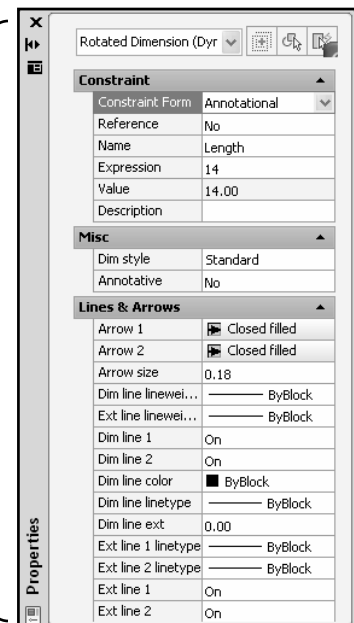 Rotated Dimension (Dyr
Constraint
Constraint Form Annotational
Reference No
Name Length
Expression 14
Value 14.00
Description
Misc
Dim style Standard
Annotative No
Lines & Arrows
Arrow 1 Closed filled
Arrow 2 Closed filled
Arrow size 0.18
Dim line linewei... ByBlock
Ext line linewei... ByBlock
Dim line 1 On
Dim line 2 On
Dim line color ByBlock
Dim line linetype ByBlock
Dim line ext 0.00
Ext line 1 linetype ByBlock
Ext line 2 linetype ByBlock
Ext line 1 On
Ext line 2 On
Properties